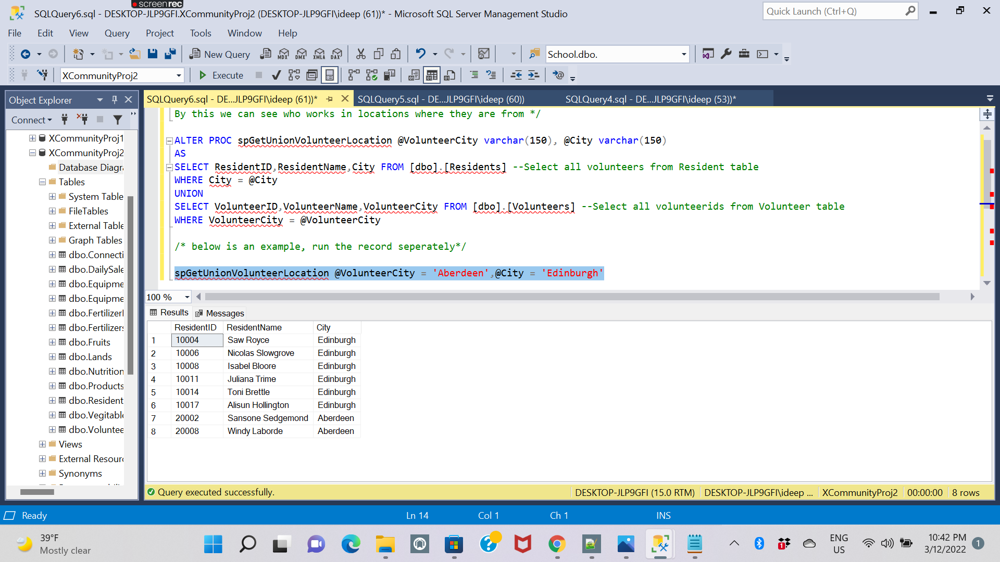 screenrec
SQLQuery6.sql - DESKTOP-JLP9GFI.XCommunityProj2 (DESKTOP-JLP9GFI\ideep (61))* - Microsoft SQL Server Management Studio
Quick Launch (Ctrl+Q)
File Edit View Query Project Tools Window Help
New Query MDX DMX XMLA DAX School.dbo.
XCommunityProj2 Execute
Object Explorer
SQLQuery6.sql - DE...JLP9GFI\ideep (61))* SQLQuery5.sql - DE...JLP9GFI\ideep (60)) SQLQuery4.sql - DE...JLP9GFI\ideep (53))*
Connect
XCommunityProj1
XCommunityProj2
Database Diagra
Tables
System Table
FileTables
External Table
Graph Tables
dbo.Connecti
dbo.DailySale
dbo.Equipme
dbo.Equipme
dbo.Fertilizer
dbo.Fertilizers
dbo.Fruits
dbo.Lands
dbo.Nutrition
dbo.Products
dbo.Resident
dbo.Vegitable
dbo.Voluntee
Views
External Resour
Synonyms
By this we can see who works in locations where they are from */
ALTER PROC spGetUnionVolunteerLocation @VolunteerCity varchar(150), @City varchar(150)
AS
SELECT ResidentID,ResidentName,City FROM [dbo].[Residents] --Select all volunteers from Resident table
WHERE City = @City
UNION
SELECT VolunteerID,VolunteerName,VolunteerCity FROM [dbo].[Volunteers] --Select all volunteerids from Volunteer table
WHERE VolunteerCity = @VolunteerCity
/* below is an example, run the record seperately*/
spGetUnionVolunteerLocation @VolunteerCity = 'Aberdeen',@City = 'Edinburgh'
100 %
Results Messages
ResidentID ResidentName City
1 10004 Saw Royce Edinburgh
2 10006 Nicolas Slowgrove Edinburgh
3 10008 Isabel Bloore Edinburgh
4 10011 Juliana Trime Edinburgh
5 10014 Toni Brettle Edinburgh
6 10017 Alisun Hollington Edinburgh
7 20002 Sansone Sedgemond Aberdeen
8 20008 Windy Laborde Aberdeen
Query executed successfully. DESKTOP-JLP9GFI (15.0 RTM) DESKTOP-JLP9GFI\ideep ... XCommunityProj2 00:00:00 8 rows
Ready Ln 14 Col 1 Ch 1 INS
39°F
Mostly clear
1
ENG
US
10:42 PM
3/12/2022
1